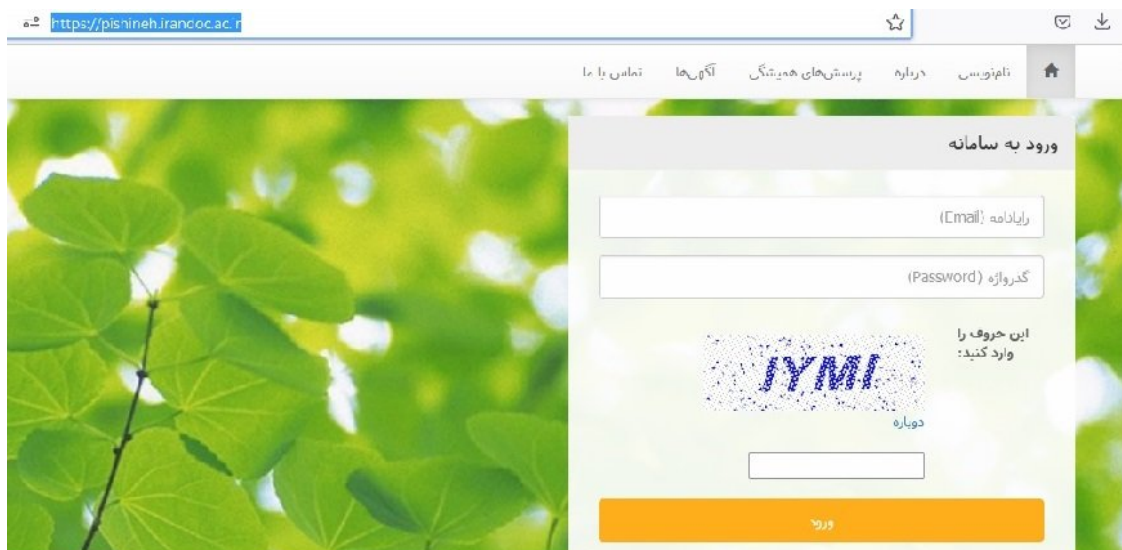 https://pishineh.irandoc.ac.ir
نام‌نویسی درباره پرسش‌های همیشگی آگهی‌ها تماس با ما
ورود به سامانه
رایانامه (Email)
گذرواژه (Password)
این حروف را
وارد کنید:
IYMI
دوباره
ورود